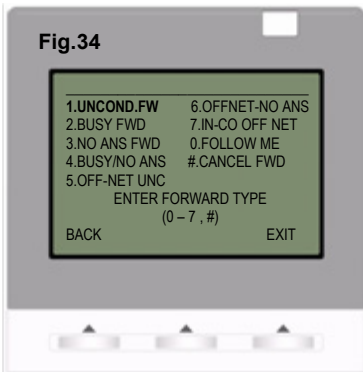 Fig.34
1.UNCOND.FW 6.OFFNET-NO ANS
2.BUSY FWD 7.IN-CO OFF NET
3.NO ANS FWD 0.FOLLOW ME
4.BUSY/NO ANS #.CANCEL FWD
5.OFF-NET UNC
ENTER FORWARD TYPE
(0 – 7 , #)
BACK EXIT